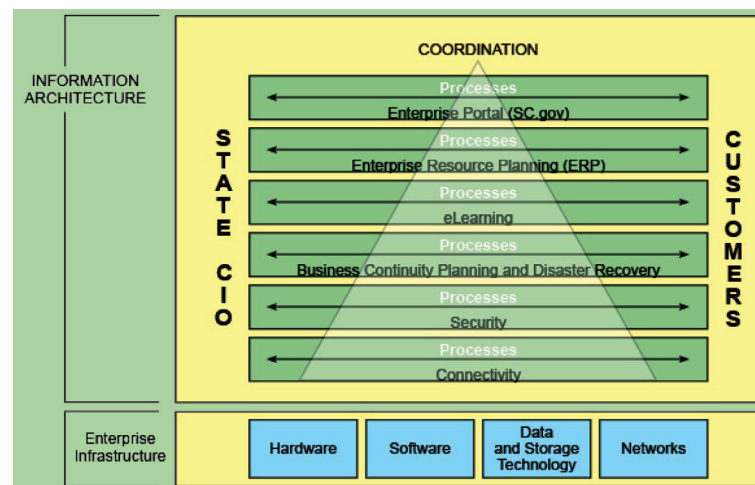 COORDINATION
INFORMATION
ARCHITECTURE
STATE CIO
CUSTOMERS
Processes
Enterprise Portal (SC.gov)
Processes
Enterprise Resource Planning (ERP)
Processes
eLearning
Processes
Business Continuity Planning and Disaster Recovery
Processes
Security
Processes
Connectivity
Enterprise
Infrastructure
Hardware
Software
Data
and Storage
Technology
Networks